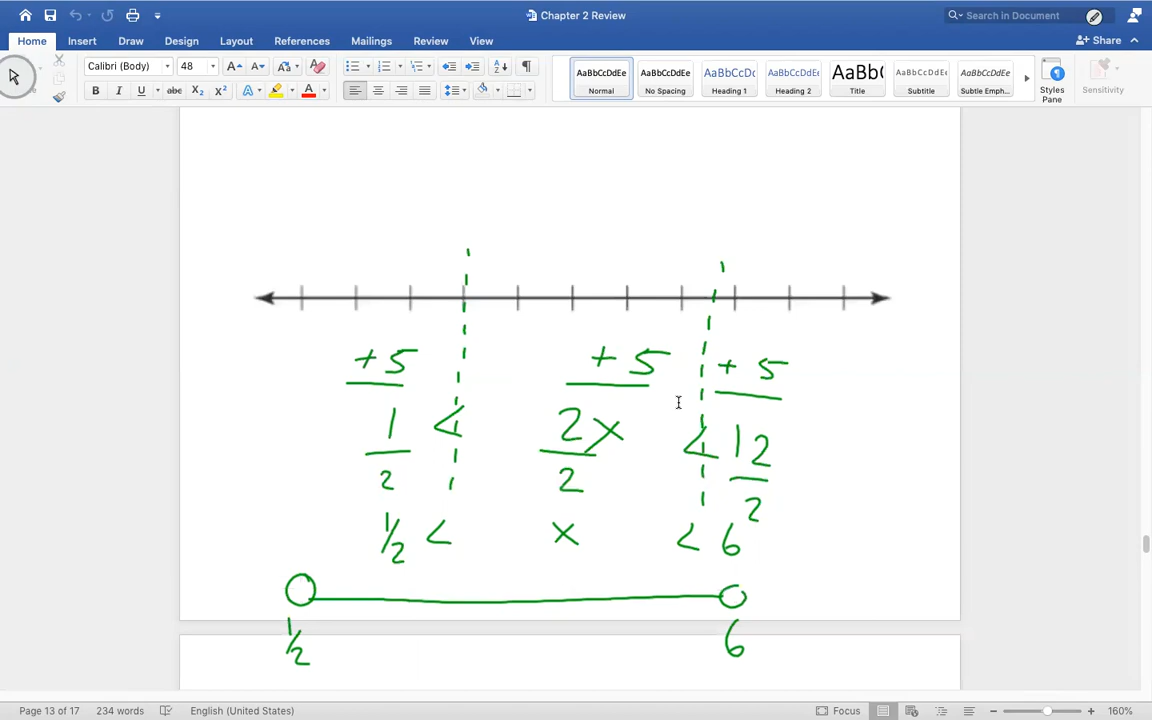 Chapter 2 Review
Search in Document
Home Insert Draw Design Layout References Mailings Review View
Share
Calibri (Body) 48
AaBbCcDdEe AaBbCcDdEe AaBbCcDc AaBbCcDdEe AaBb( AaBbCcDdEe AaBbCcDdEe
Normal No Spacing Heading 1 Heading 2 Title Subtitle Subtle Emph...
Styles Pane
Sensitivity
B I U abc X₂ X² A A
+5 +5 +5
1 < 2x < 12
2 2 2
1/2 < x < 6
1/2 6
Page 13 of 17 234 words English (United States) Focus 160%